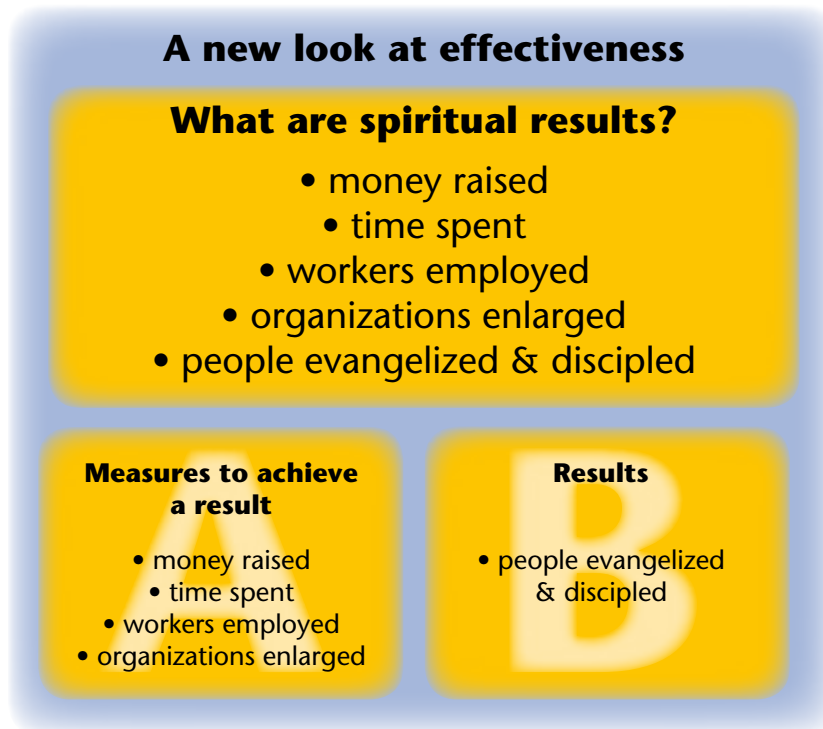 A new look at effectiveness
What are spiritual results?
• money raised
• time spent
• workers employed
• organizations enlarged
• people evangelized & discipled
A
Measures to achieve
a result
• money raised
• time spent
• workers employed
• organizations enlarged
B
Results
• people evangelized
& discipled